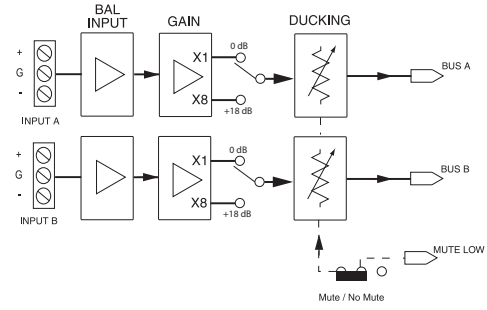 BAL
INPUT
GAIN
DUCKING
+
G
-
INPUT A
X1
X8
0 dB
+18 dB
BUS A
+
G
-
INPUT B
X1
X8
0 dB
+18 dB
BUS B
MUTE LOW
Mute / No Mute